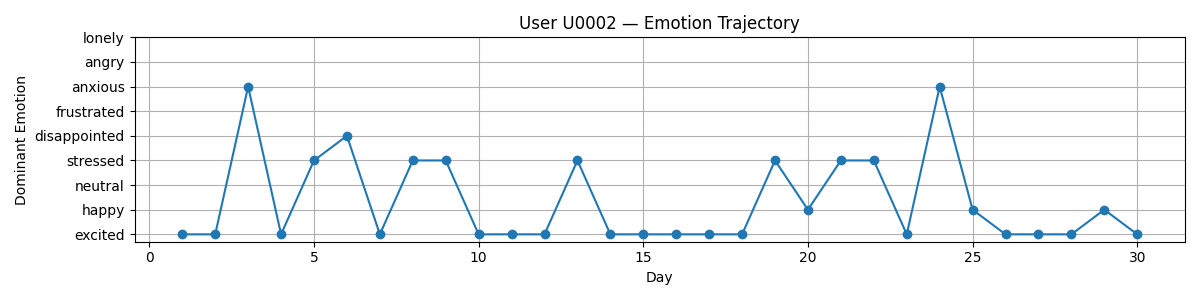 User U0002 — Emotion Trajectory
Dominant Emotion
lonely
angry
anxious
frustrated
disappointed
stressed
neutral
happy
excited
0 5 10 15 20 25 30
Day